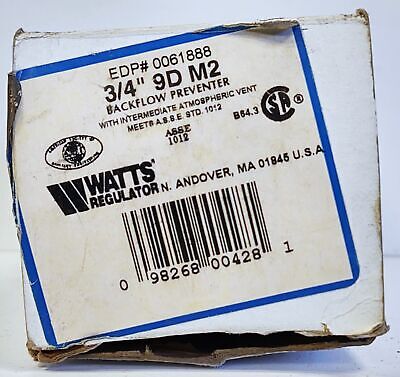 EDP# 0061888
3/4" 9D M2
BACKFLOW PREVENTER
WITH INTERMEDIATE ATMOSPHERIC VENT
MEETS A.S.S.E. STD. 1012
ASSE
1012
B64.3
WATTS
REGULATOR
N. ANDOVER, MA 01845 U.S.A.
0 98268 00428 1